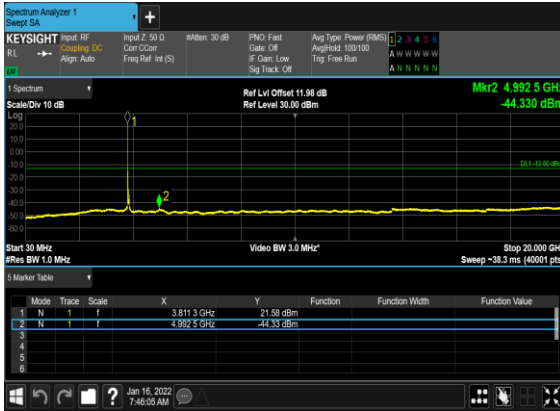 Spectrum Analyzer 1
Swept SA
+
KEYSIGHT Input: RF Input Z: 50 Ω #Atten: 30 dB PNO: Fast Avg Type: Power (RMS) 1 2 3 4 5 6
RL Coupling: DC Corr CCorr Gate: Off Avg|Hold: 100/100 A W W W W W
Align: Auto Freq Ref: Int (S) IF Gain: Low Trig: Free Run
Sig Track: Off A N N N N N
1 Spectrum Ref Lvl Offset 11.98 dB Mkr2 4.992 5 GHz
Scale/Div 10 dB Ref Level 30.00 dBm -44.330 dBm
Log
20.0
10.0
0.00
-10.0
-20.0
-30.0
-40.0
-50.0
-60.0
1
2
DL1 -13.00 dBm
Start 30 MHz Video BW 3.0 MHz* Stop 20.000 GH
#Res BW 1.0 MHz Sweep ~38.3 ms (40001 pts
5 Marker Table
Mode Trace Scale X Y Function Function Width Function Value
1 N 1 f 3.811 3 GHz 21.58 dBm
2 N 1 f 4.992 5 GHz -44.33 dBm
3
4
5
6
? Jan 16, 2022
7:46:05 AM